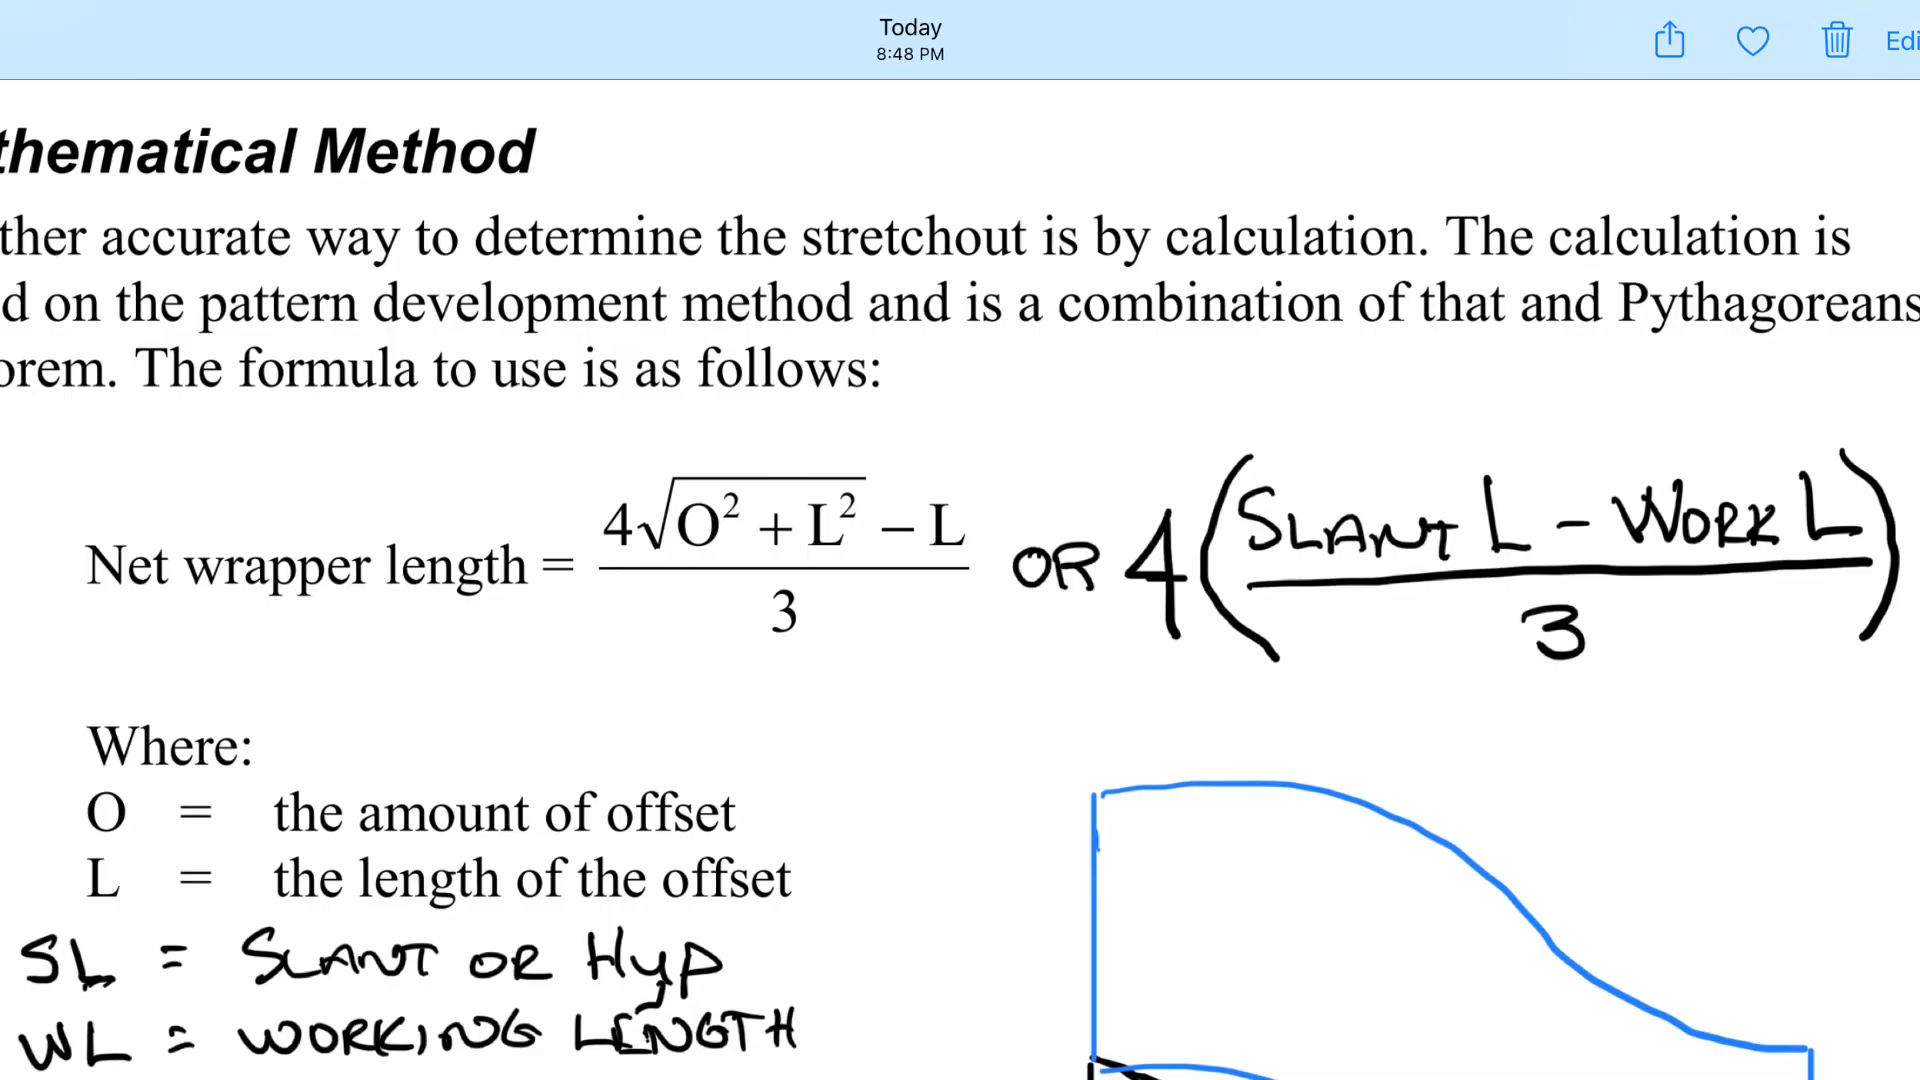 Today
8:48 PM
Edi
thematical Method
ther accurate way to determine the stretchout is by calculation. The calculation is
d on the pattern development method and is a combination of that and Pythagoreans
orem. The formula to use is as follows:
Net wrapper length = (4√(O² + L²) – L) / 3 OR 4(SLANT L - WORK L / 3)
Where:
O = the amount of offset
L = the length of the offset
SL = SLANT OR Hyp
WL = WORKING LENGTH